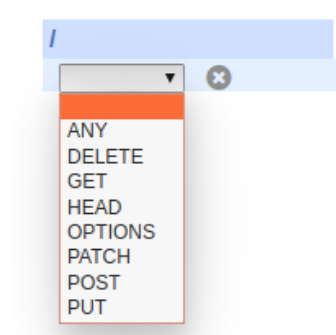 /
ANY
DELETE
GET
HEAD
OPTIONS
PATCH
POST
PUT